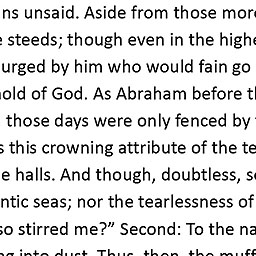 ns unsaid. Aside from those more
steeds; though even in the highe
urged by him who would fain go
hold of God. As Abraham before th
those days were only fenced by
s this crowning attribute of the te
e halls. And though, doubtless, s
ntic seas; nor the tearlessness of
so stirred me?” Second: To the na
ng into dust. Thus, then, the muff